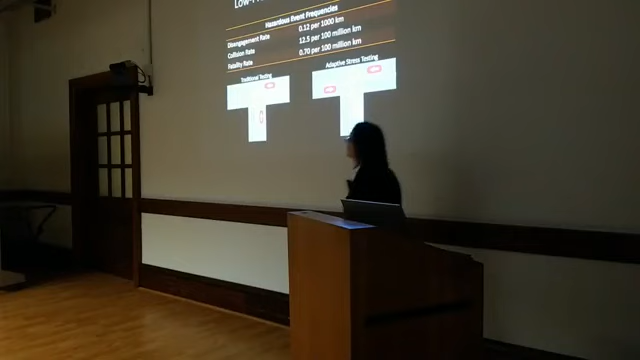 Hazardous Event Frequencies
Disengagement Rate 0.12 per 1000 km
Collision Rate 12.5 per 100 million km
Fatality Rate 0.70 per 100 million km
Traditional Testing Adaptive Stress Testing